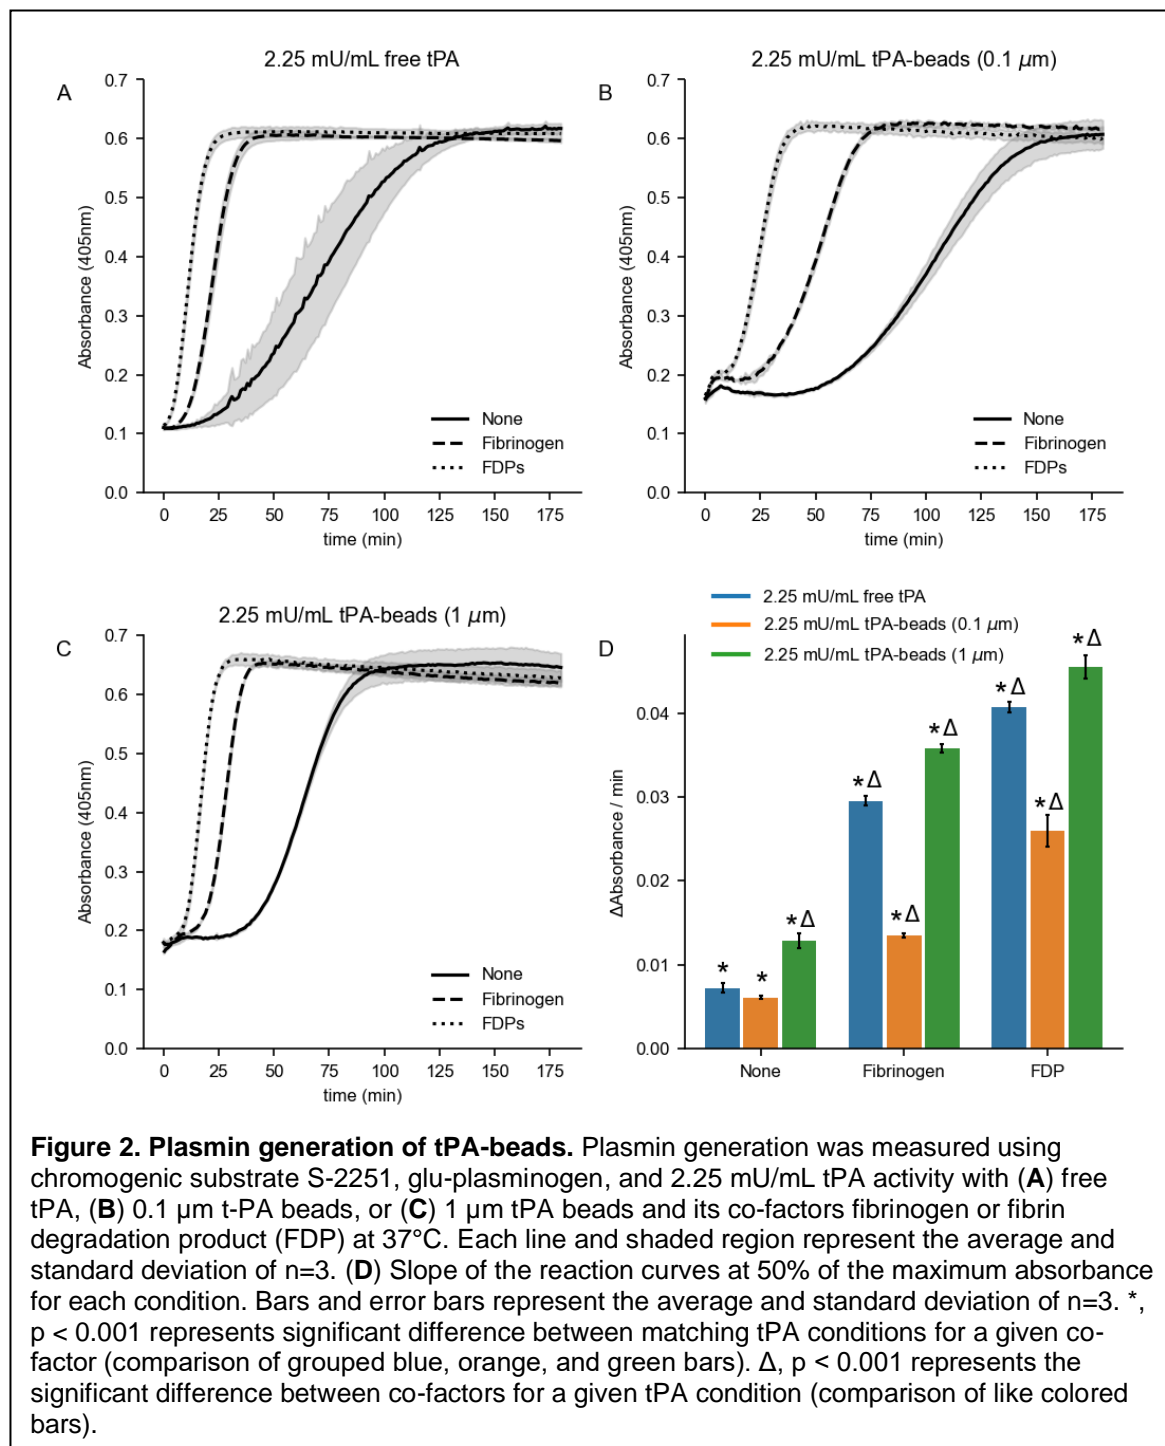 2.25 mU/mL free tPA
A
0.7
0.6
0.5
0.4
0.3
0.2
0.1
0.0
Absorbance (405nm)
None
Fibrinogen
FDPs
0 25 50 75 100 125 150 175
time (min)
2.25 mU/mL tPA-beads (0.1 µm)
B
0.7
0.6
0.5
0.4
0.3
0.2
0.1
0.0
Absorbance (405nm)
None
Fibrinogen
FDPs
0 25 50 75 100 125 150 175
time (min)
2.25 mU/mL tPA-beads (1 µm)
C
0.7
0.6
0.5
0.4
0.3
0.2
0.1
0.0
Absorbance (405nm)
None
Fibrinogen
FDPs
0 25 50 75 100 125 150 175
time (min)
2.25 mU/mL free tPA
2.25 mU/mL tPA-beads (0.1 µm)
2.25 mU/mL tPA-beads (1 µm)
D
0.04
0.03
0.02
0.01
0.00
ΔAbsorbance / min
* * *Δ
*Δ *Δ *Δ
*Δ *Δ *Δ
None Fibrinogen FDP
Figure 2. Plasmin generation of tPA-beads. Plasmin generation was measured using
chromogenic substrate S-2251, glu-plasminogen, and 2.25 mU/mL tPA activity with (A) free
tPA, (B) 0.1 µm t-PA beads, or (C) 1 µm tPA beads and its co-factors fibrinogen or fibrin
degradation product (FDP) at 37°C. Each line and shaded region represent the average and
standard deviation of n=3. (D) Slope of the reaction curves at 50% of the maximum absorbance
for each condition. Bars and error bars represent the average and standard deviation of n=3. *,
p < 0.001 represents significant difference between matching tPA conditions for a given co-
factor (comparison of grouped blue, orange, and green bars). Δ, p < 0.001 represents the
significant difference between co-factors for a given tPA condition (comparison of like colored
bars).